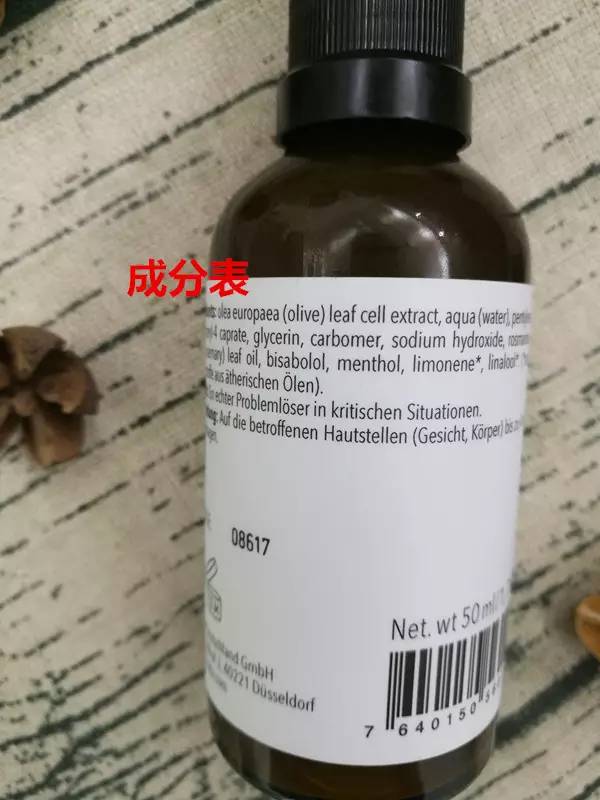 成分表
olea europaea (olive) leaf cell extract, aqua (water),
caprate, glycerin, carbomer, sodium hydroxide,
leaf oil, bisabolol, menthol, limonene*, linalool*
aus ätherischen Ölen).
echter Problemlöser in kritischen Situationen.
Auf die betroffenen Hautstellen (Gesicht, Körper) bis
08617
Net. wt 50 ml
GmbH
40221 Düsseldorf
7 640150